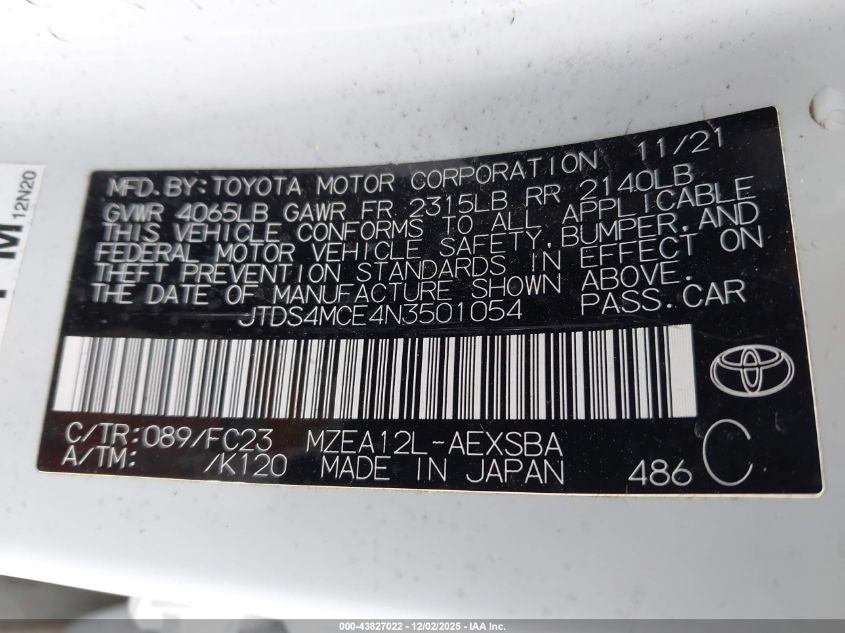 12N20
MFD. BY: TOYOTA MOTOR CORPORATION 11/21
GVWR 4065LB GAWR FR 2315LB RR 2140LB
THIS VEHICLE CONFORMS TO ALL APPLICABLE
FEDERAL MOTOR VEHICLE SAFETY, BUMPER, AND
THEFT PREVENTION STANDARDS IN EFFECT ON
THE DATE OF MANUFACTURE SHOWN ABOVE.
JTDS4MCE4N3501054 PASS. CAR
C/TR: 089/FC23 MZEA12L-AEXSBA C
A/TM: /K120 MADE IN JAPAN 486
000-43827022 - 12/02/2025 - IAA Inc.